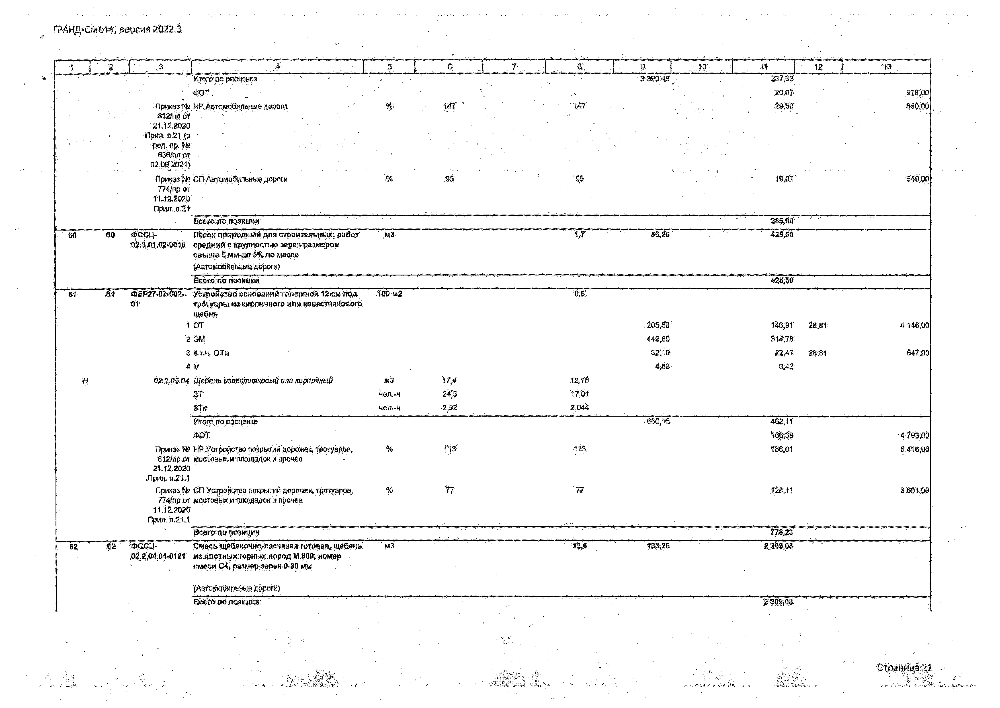 ГРАНД-Смета, версия 2022.3
1 2 3 4 5 6 7 8 9 10 11 12 13
Итого по расценке 3 390,48 237,33
ФОТ 20,07 578,00
Приказ № НР Автомобильные дороги % 147 147 29,50 850,00
812/пр от
21.12.2020
Прил. п.21 (в
ред. пр. №
636/пр от
02.09.2021)
Приказ № СП Автомобильные дороги % 95 95 19,07 549,00
774/пр от
11.12.2020
Прил. п.21
Всего по позиции 285,90
60 60 ФССЦ- Песок природный для строительных: работ м3 1,7 55,26 425,50
02.3.01.02-0016 средний с крупностью зерен размером
свыше 5 мм-до 5% по массе
(Автомобильные дороги)
Всего по позиции 425,50
61 61 ФЕР27-07-002- Устройство оснований толщиной 12 см под 100 м2 0,6
01 тротуары из кирпичного или известнякового
щебня
1 ОТ 205,58 143,91 28,81 4 146,00
2 ЭМ 449,69 314,78
3 в т.ч. ОТм 32,10 22,47 28,81 647,00
4 М 4,88 3,42
Н 02.2.05.04 Щебень известняковый или кирпичный м3 17,4 12,18
ЗТ чел.-ч 24,3 17,01
ЗТм чел.-ч 2,92 2,044
Итого по расценке 660,15 462,11
ФОТ 166,38 4 793,00
Приказ № НР Устройство покрытий дорожек, тротуаров, % 113 113 188,01 5 416,00
812/пр от мостовых и площадок и прочее
21.12.2020
Прил. п.21.1
Приказ № СП Устройство покрытий дорожек, тротуаров, % 77 77 128,11 3 691,00
774/пр от мостовых и площадок и прочее
11.12.2020
Прил. п.21.1
Всего по позиции 778,23
62 62 ФССЦ- Смесь щебеночно-песчаная готовая, щебень м3 12,6 183,26 2 309,08
02.2.04.04-0121 из плотных горных пород М 800, номер
смеси С4, размер зерен 0-80 мм
(Автомобильные дороги)
Всего по позиции 2 309,08
Страница 21